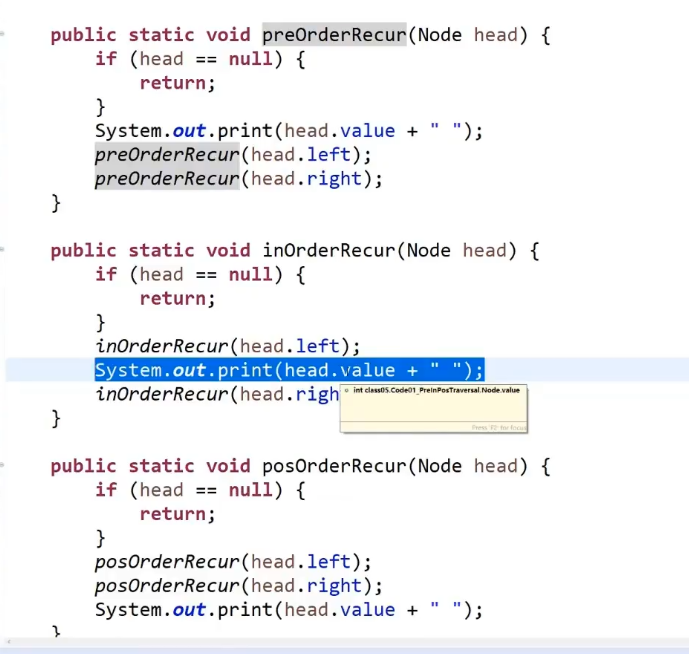 public static void preOrderRecur(Node head) {
if (head == null) {
return;
}
System.out.print(head.value + " ");
preOrderRecur(head.left);
preOrderRecur(head.right);
}
public static void inOrderRecur(Node head) {
if (head == null) {
return;
}
inOrderRecur(head.left);
System.out.print(head.value + " ");
inOrderRecur(head.righ
int class05.Code01_PreInPosTraversal.Node.value
Press 'F2' for focus
}
public static void posOrderRecur(Node head) {
if (head == null) {
return;
}
posOrderRecur(head.left);
posOrderRecur(head.right);
System.out.print(head.value + " ");
}